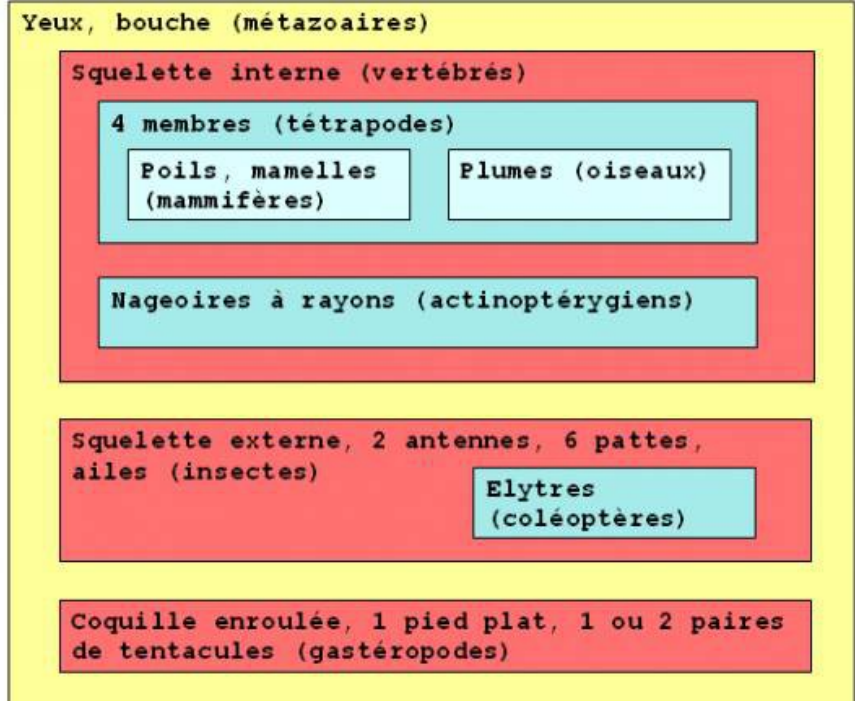 Yeux, bouche (métazoaires)
Squelette interne (vertébrés)
4 membres (tétrapodes)
Poils, mamelles
(mammifères)
Plumes (oiseaux)
Nageoires à rayons (actinoptérygiens)
Squelette externe, 2 antennes, 6 pattes,
ailes (insectes)
Elytres
(coléoptères)
Coquille enroulée, 1 pied plat, 1 ou 2 paires
de tentacules (gastéropodes)